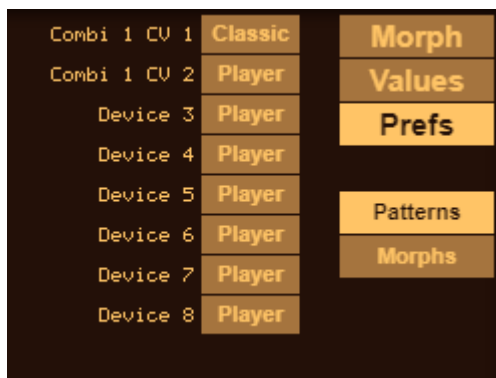 Combi 1 CV 1 Classic
Combi 1 CV 2 Player
Device 3 Player
Device 4 Player
Device 5 Player
Device 6 Player
Device 7 Player
Device 8 Player
Morph
Values
Prefs
Patterns
Morphs